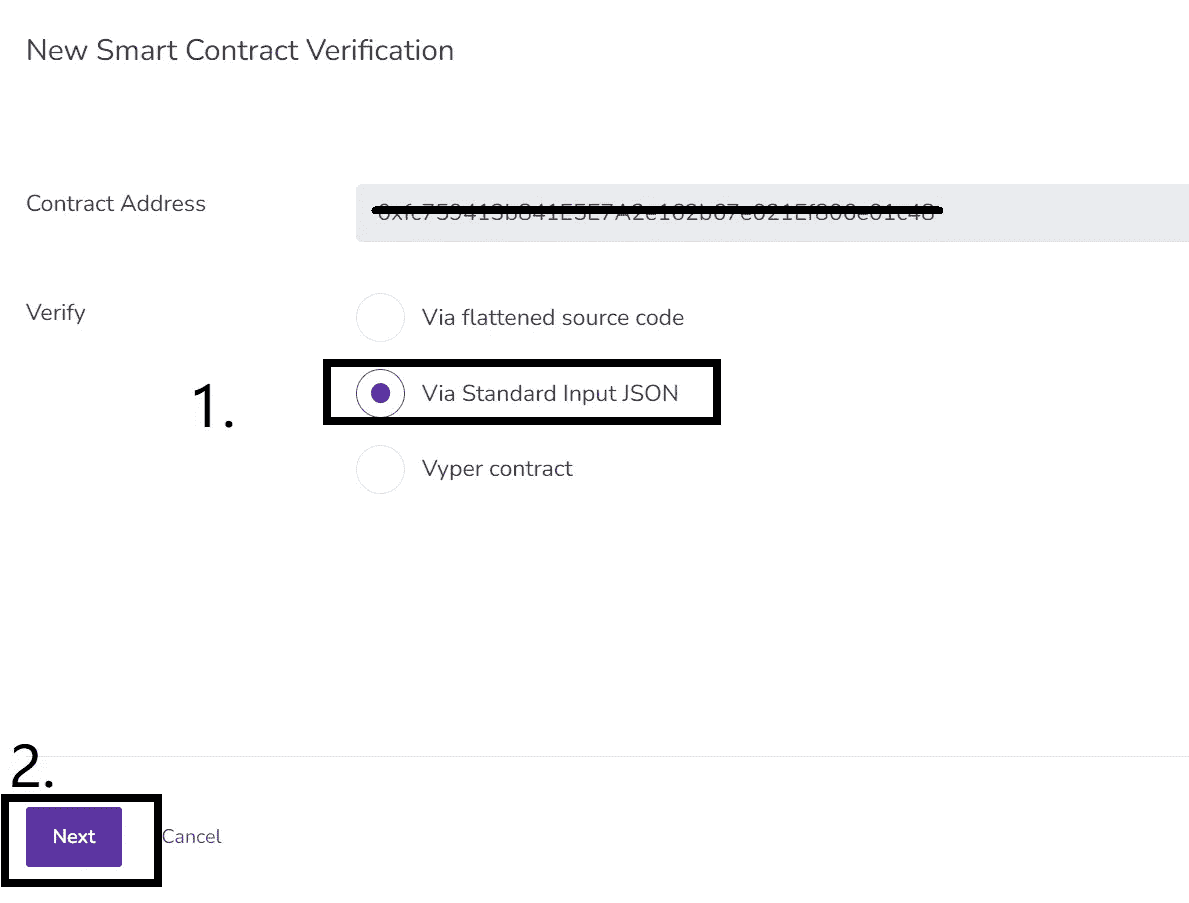 New Smart Contract Verification
Contract Address
Verify
Via flattened source code
1.
Via Standard Input JSON
Vyper contract
2.
Next
Cancel